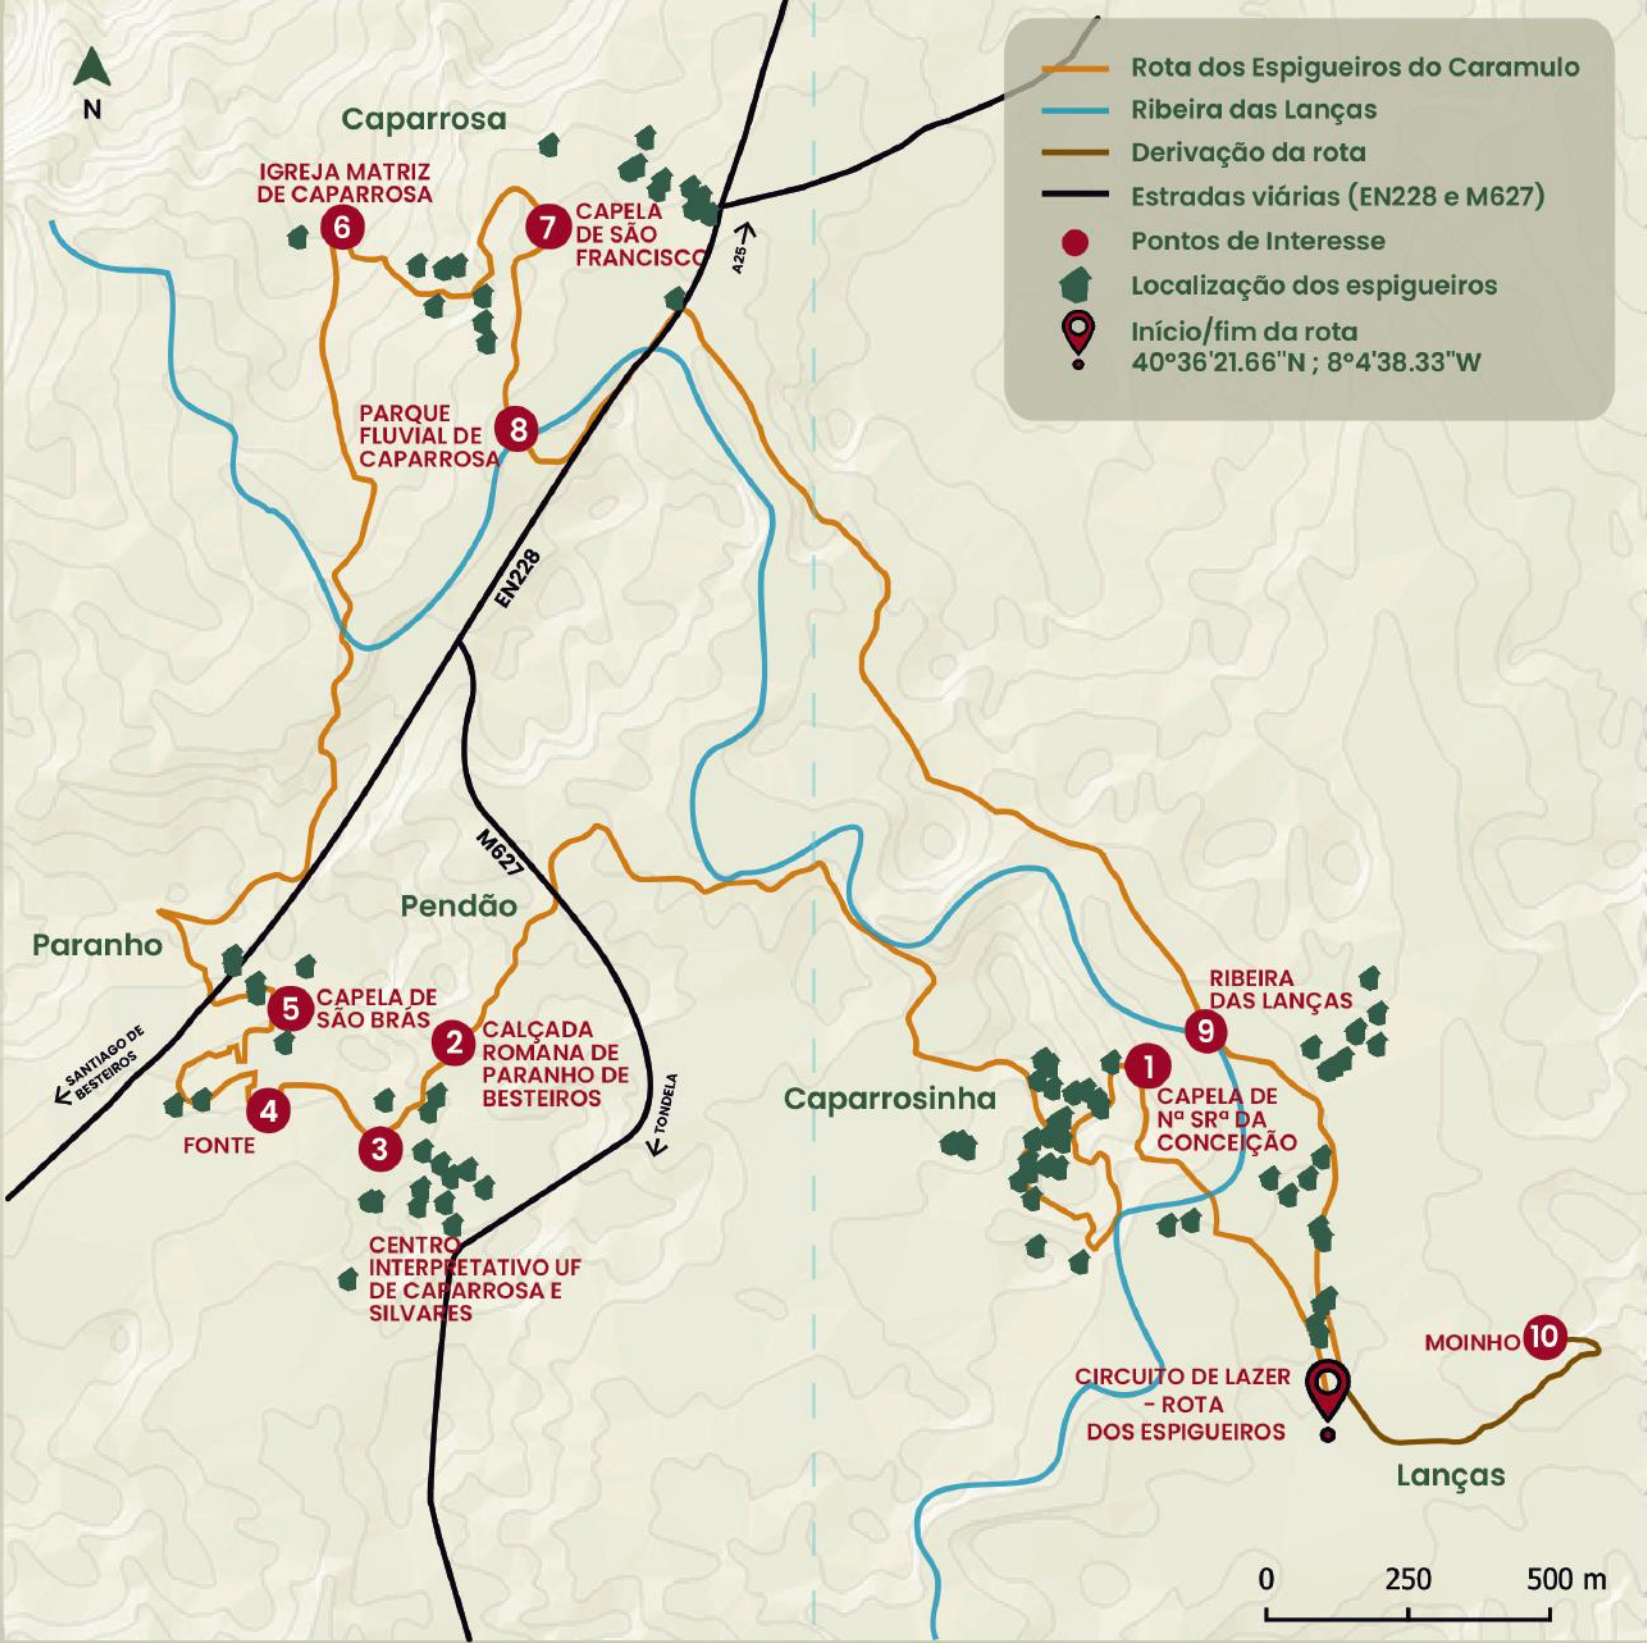 Rota dos Espigueiros do Caramulo
Ribeira das Lanças
Derivação da rota
Estradas viárias (EN228 e M627)
Pontos de Interesse
Localização dos espigueiros
Início/fim da rota
40°36'21.66"N ; 8°4'38.33"W
N
Caparrosa
IGREJA MATRIZ
DE CAPARROSA
6
7
CAPELA
DE SÃO
FRANCISCO
A25
PARQUE
FLUVIAL DE
CAPARROSA
8
EN228
M627
Pendão
Paranho
5
CAPELA DE
SÃO BRÁS
2
CALÇADA
ROMANA DE
PARANHO DE
BESTEIROS
SANTIAGO DE
BESTEIROS
4
FONTE
3
TONDELA
CENTRO
INTERPRETATIVO UF
DE CAPARROSA E
SILVARES
RIBEIRA
DAS LANÇAS
9
1
CAPELA DE
Nª SRª DA
CONCEIÇÃO
Caparrosinha
MOINHO
10
CIRCUITO DE LAZER
- ROTA
DOS ESPIGUEIROS
Lanças
0 250 500 m